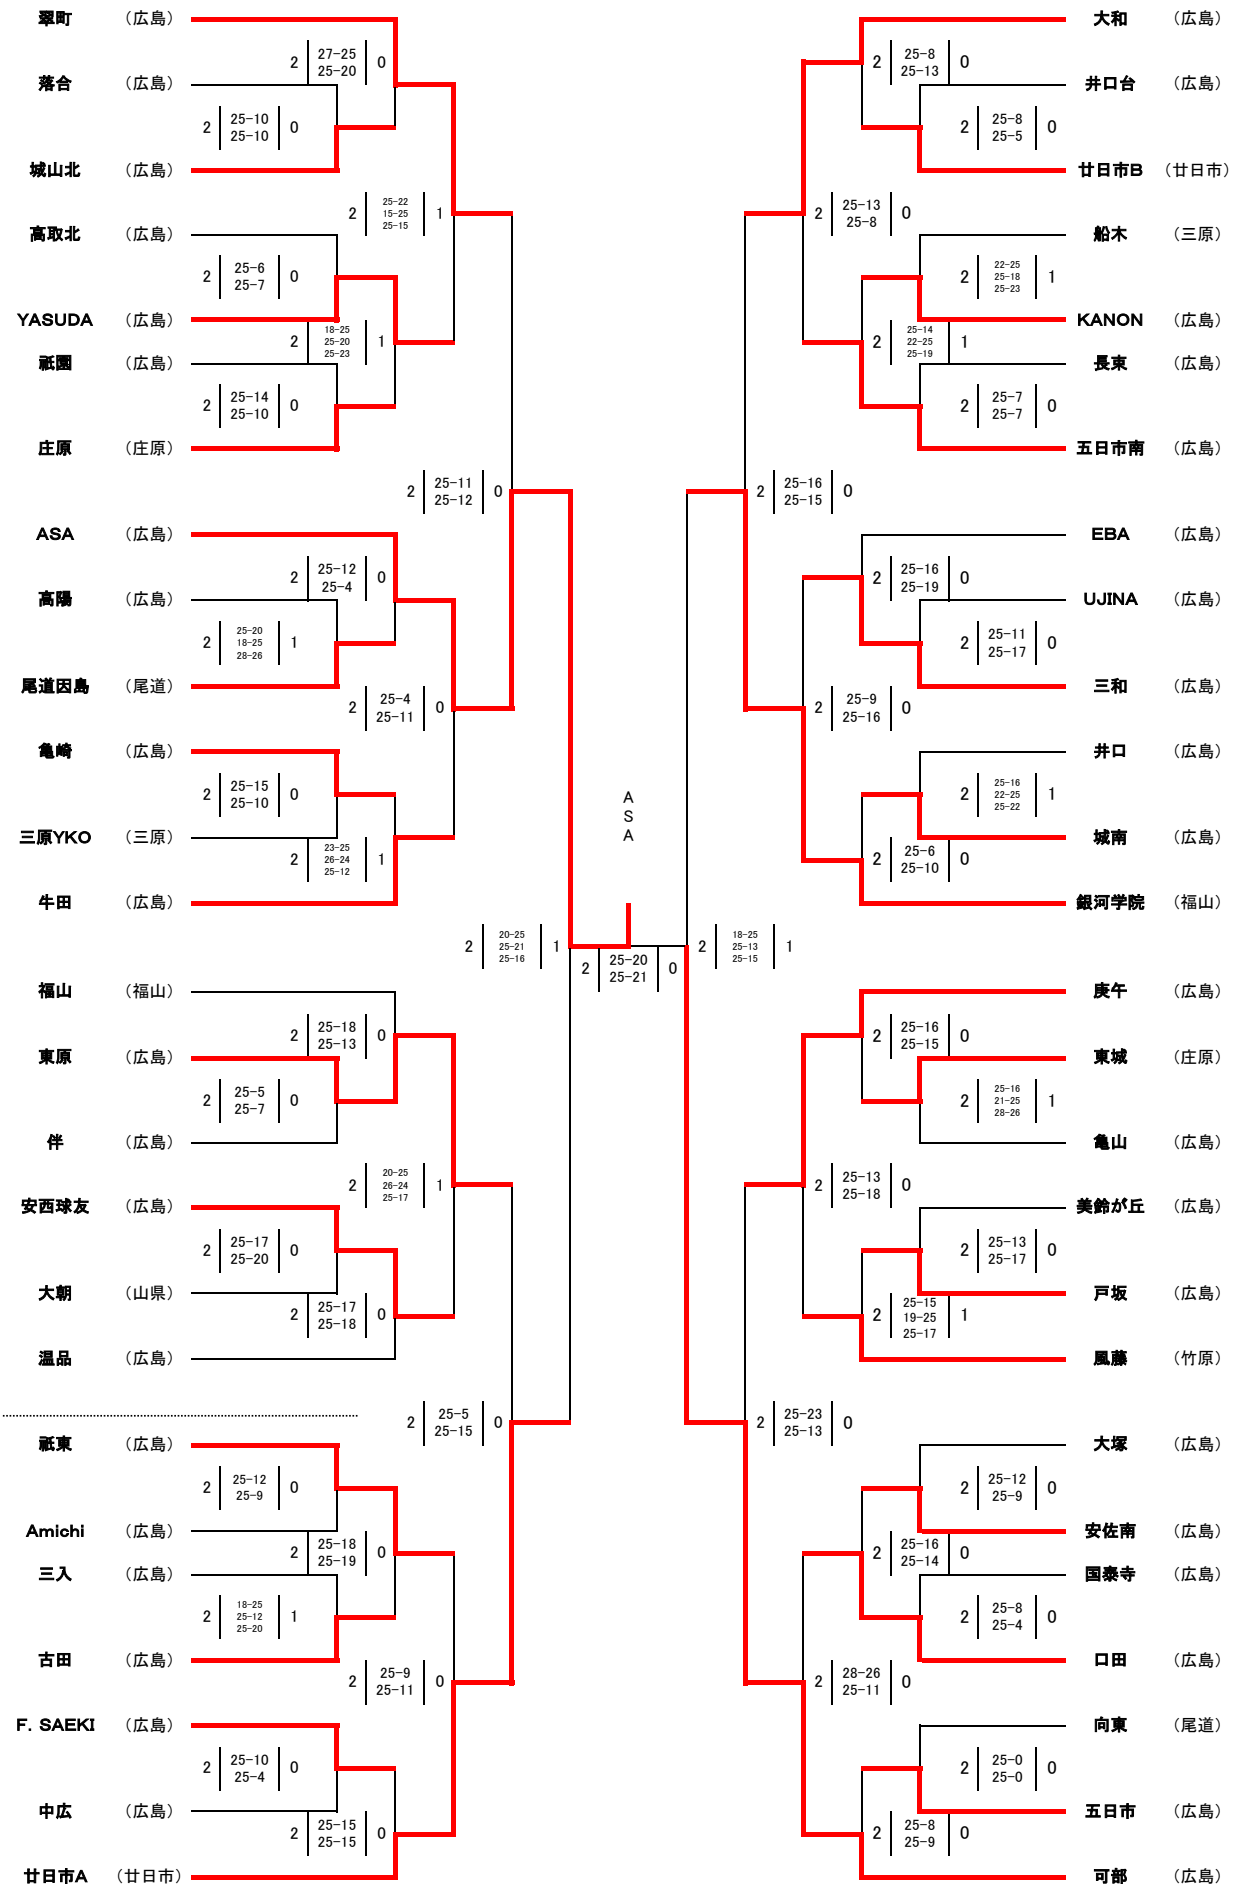 翠町 （広島）
2 27-25 0
25-20
落合 （広島）
2 25-10 0
25-10
城山北 （広島）
2 25-22 1
15-25
25-15
高取北 （広島）
2 25-6 0
25-7
YASUDA （広島）
2 18-25 1
25-20
25-23
祇園 （広島）
2 25-14 0
25-10
庄原 （庄原）
2 25-11 0
25-12
ASA （広島）
2 25-12 0
25-4
高陽 （広島）
2 25-20 1
18-25
28-26
尾道因島 （尾道）
2 25-4 0
25-11
亀崎 （広島）
2 25-15 0
25-10
三原YKO （三原）
2 23-25 1
26-24
25-12
牛田 （広島）
2 20-25 1
25-21
25-16
福山 （福山）
2 25-18 0
25-13
東原 （広島）
2 25-5 0
25-7
伴 （広島）
2 20-25 1
26-24
25-17
安西球友 （広島）
2 25-17 0
25-20
大朝 （山県）
2 25-17 0
25-18
温品 （広島）
2 25-5 0
25-15
祇東 （広島）
2 25-12 0
25-9
Amichi （広島）
2 25-18 0
25-19
三入 （広島）
2 18-25 1
25-12
25-20
古田 （広島）
2 25-9 0
25-11
F. SAEKI （広島）
2 25-10 0
25-4
中広 （広島）
2 25-15 0
25-15
廿日市A （廿日市）
A
S
A
2 25-20 0
25-21
大和 （広島）
2 25-8 0
25-13
井口台 （広島）
2 25-8 0
25-5
廿日市B （廿日市）
2 25-13 0
25-8
船木 （三原）
2 22-25 1
25-18
25-23
KANON （広島）
2 25-14 1
22-25
25-19
長束 （広島）
2 25-7 0
25-7
五日市南 （広島）
2 25-16 0
25-15
EBA （広島）
2 25-16 0
25-19
UJINA （広島）
2 25-11 0
25-17
三和 （広島）
2 25-9 0
25-16
井口 （広島）
2 25-16 1
22-25
25-22
城南 （広島）
2 25-6 0
25-10
銀河学院 （福山）
2 18-25 1
25-13
25-15
庚午 （広島）
2 25-16 0
25-15
東城 （庄原）
2 25-16 1
21-25
28-26
亀山 （広島）
2 25-13 0
25-18
美鈴が丘 （広島）
2 25-13 0
25-17
戸坂 （広島）
2 25-15 1
19-25
25-17
風藤 （竹原）
2 25-23 0
25-13
大塚 （広島）
2 25-12 0
25-9
安佐南 （広島）
2 25-16 0
25-14
国泰寺 （広島）
2 25-8 0
25-4
口田 （広島）
2 28-26 0
25-11
向東 （尾道）
2 25-0 0
25-0
五日市 （広島）
2 25-8 0
25-9
可部 （広島）